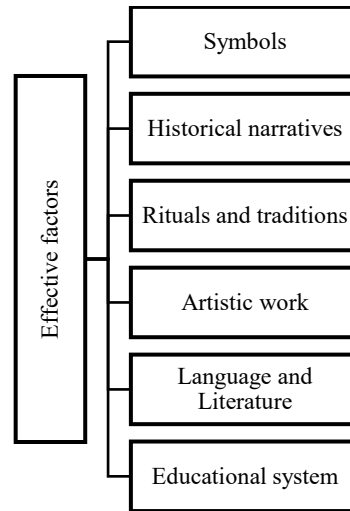 Effective factors
Symbols
Historical narratives
Rituals and traditions
Artistic work
Language and
Literature
Educational system